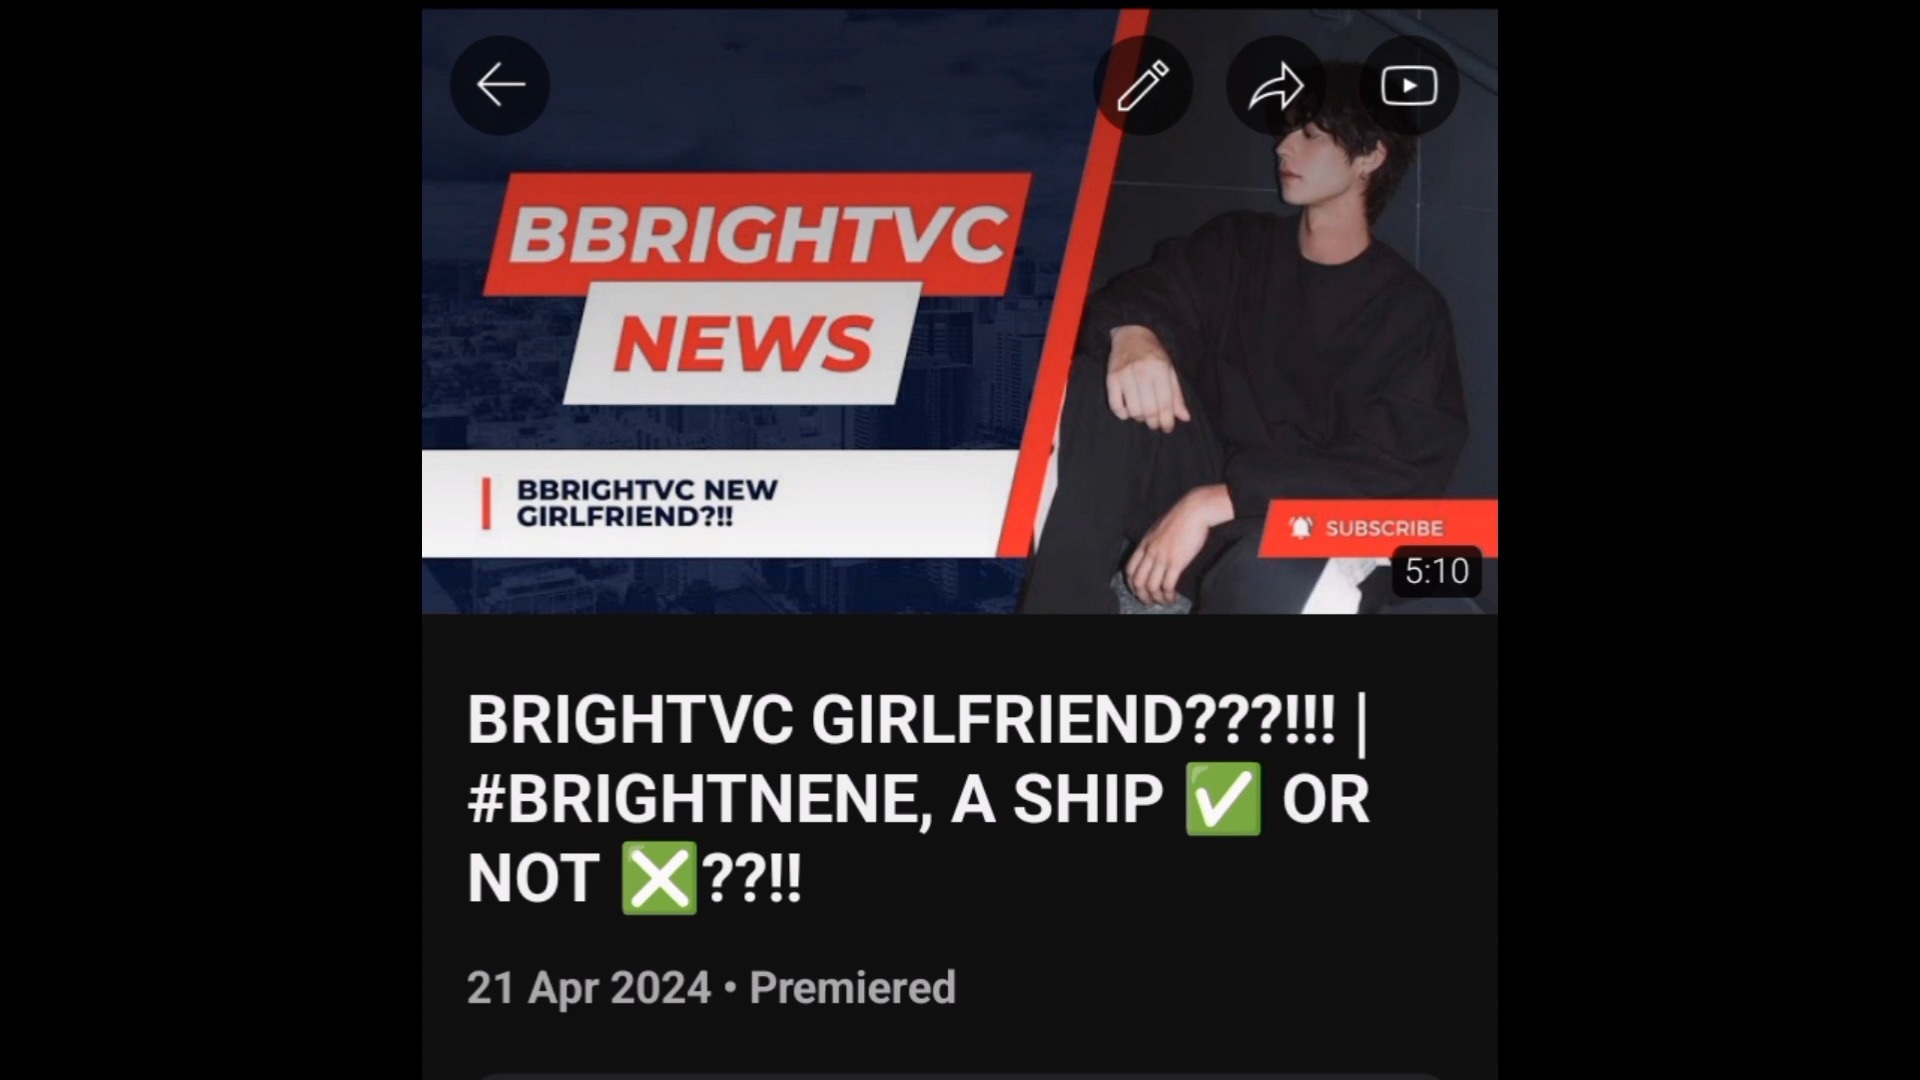 BBRIGHTVC
NEWS
BBRIGHTVC NEW
GIRLFRIEND?!!
SUBSCRIBE
5:10
BRIGHTVC GIRLFRIEND???!!! |
#BRIGHTNENE, A SHIP ✅ OR
NOT ❎??!!
21 Apr 2024 • Premiered